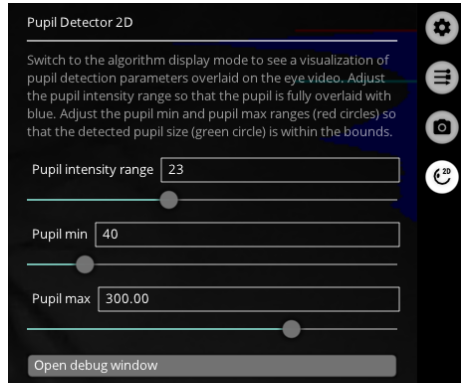 Pupil Detector 2D
Switch to the algorithm display mode to see a visualization of
pupil detection parameters overlaid on the eye video. Adjust
the pupil intensity range so that the pupil is fully overlaid with
blue. Adjust the pupil min and pupil max ranges (red circles) so
that the detected pupil size (green circle) is within the bounds.
2D
Pupil intensity range 23
Pupil min 40
Pupil max 300.00
Open debug window